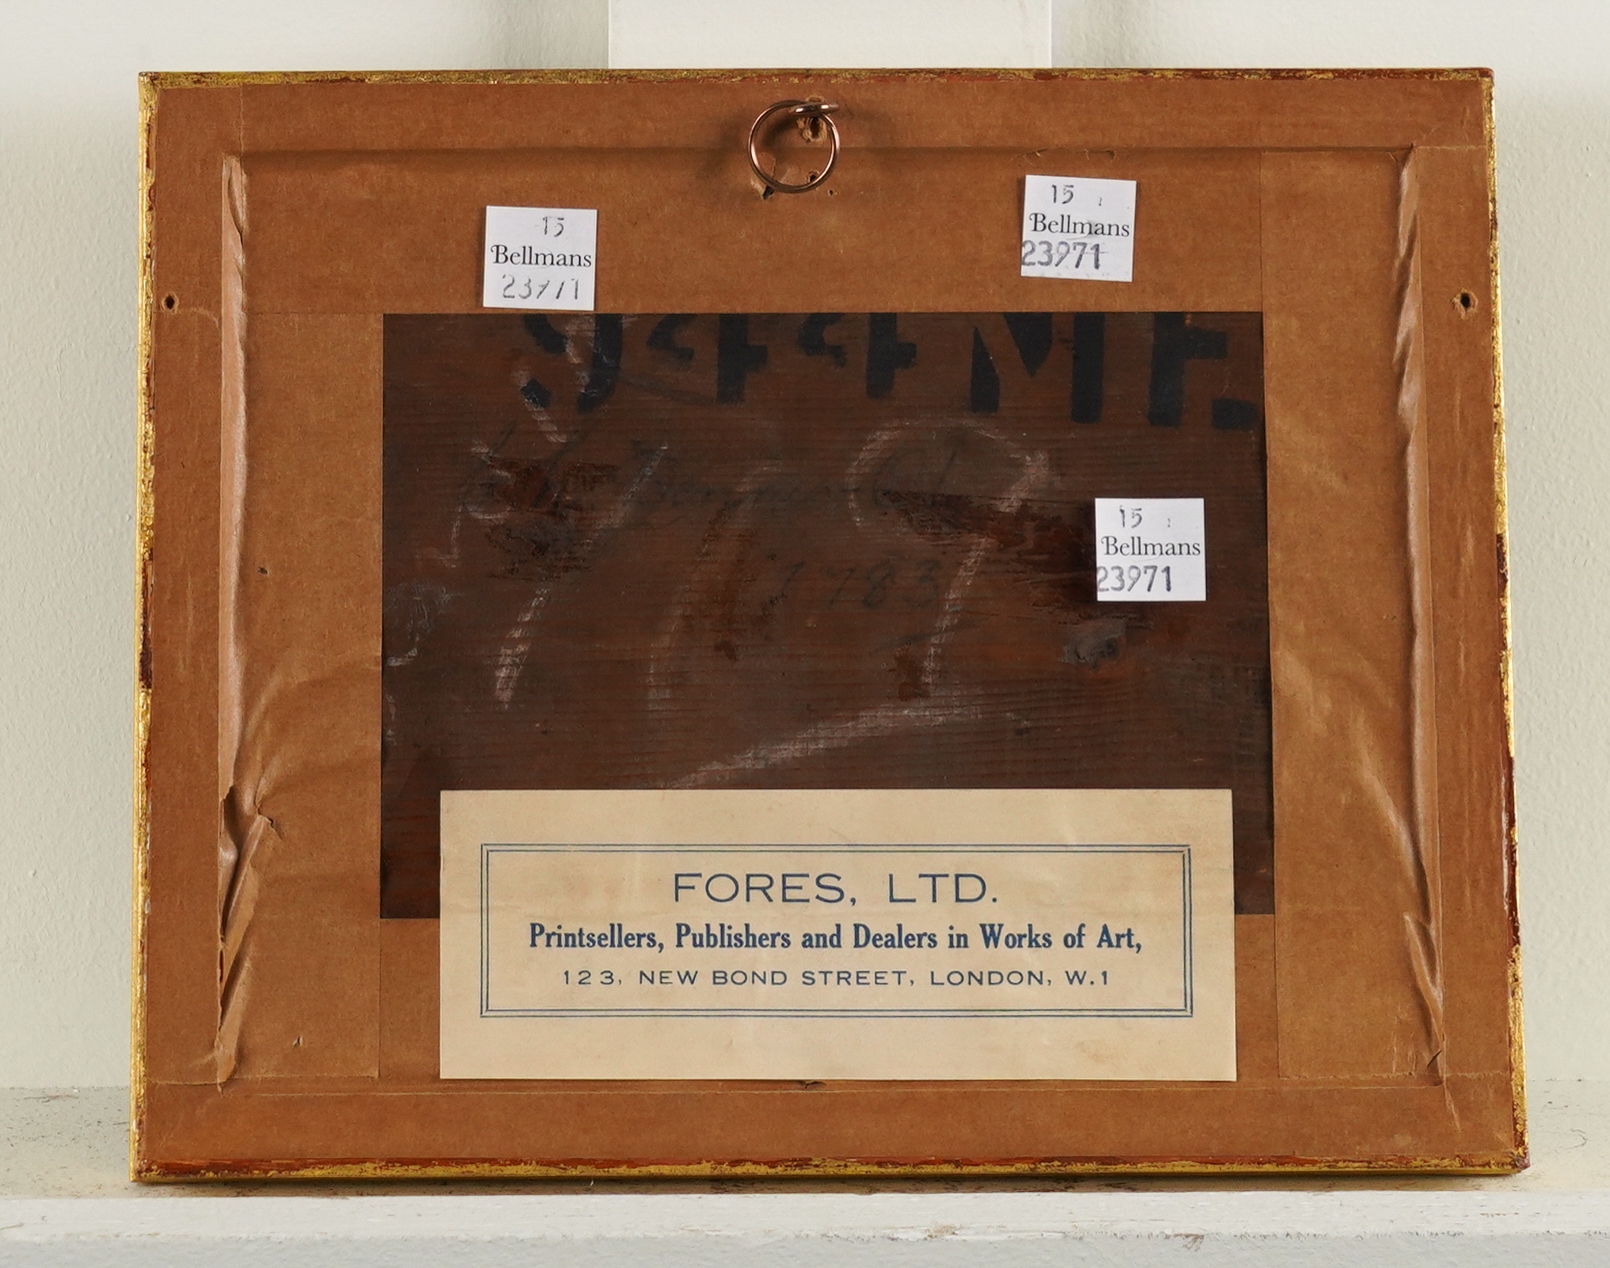 15
Bellmans
15
Bellmans
23971
1783
15
Bellmans
23971
FORES, LTD.
Printsellers, Publishers and Dealers in Works of Art,
123, NEW BOND STREET, LONDON, W.1